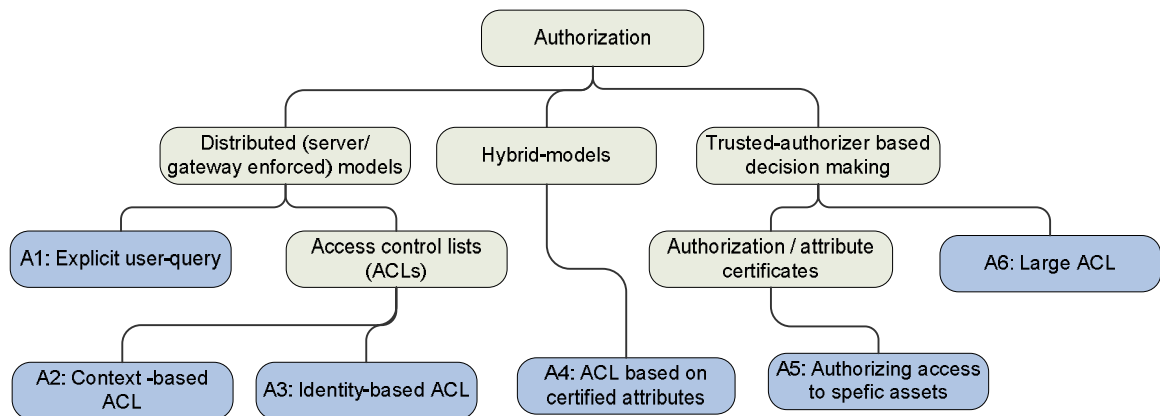 Authorization
Distributed (server/
gateway enforced) models
Hybrid-models
Trusted-authorizer based
decision making
A1: Explicit user-query
Access control lists
(ACLs)
Authorization / attribute
certificates
A6: Large ACL
A2: Context -based
ACL
A3: Identity-based ACL
A4: ACL based on
certified attributes
A5: Authorizing access
to spefic assets